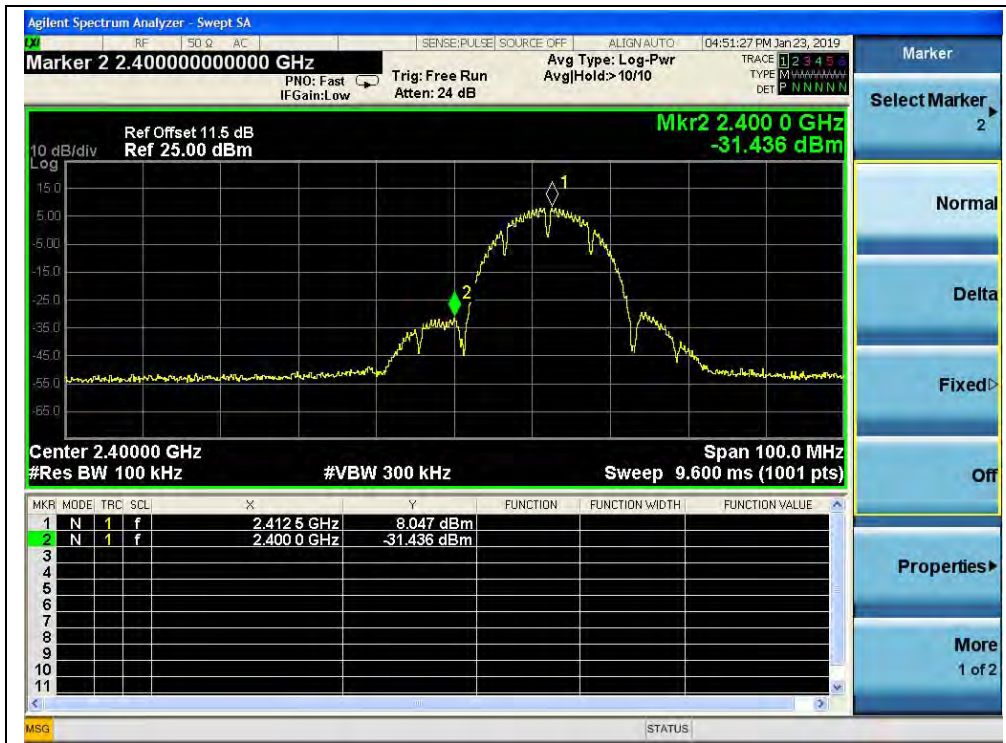 Agilent Spectrum Analyzer - Swept SA
LXI RF 50 Ω AC SENSE:PULSE SOURCE OFF ALIGN AUTO 04:51:27 PM Jan 23, 2019
Marker 2 2.400000000000 GHz
PNO: Fast
IFGain:Low
Trig: Free Run
Atten: 24 dB
Avg Type: Log-Pwr
Avg|Hold:>10/10
TRACE 1 2 3 4 5 6
TYPE M
DET P N N N N N
Mkr2 2.400 0 GHz
-31.436 dBm
Ref Offset 11.5 dB
10 dB/div Ref 25.00 dBm
Log
15.0
5.00
-5.00
-15.0
-25.0
-35.0
-45.0
-55.0
-65.0
1
2
Center 2.40000 GHz Span 100.0 MHz
#Res BW 100 kHz #VBW 300 kHz Sweep 9.600 ms (1001 pts)
MKR MODE TRC SCL X Y FUNCTION FUNCTION WIDTH FUNCTION VALUE
1 N 1 f 2.412 5 GHz 8.047 dBm
2 N 1 f 2.400 0 GHz -31.436 dBm
3
4
5
6
7
8
9
10
11
MSG STATUS
Marker
Select Marker
2
Normal
Delta
Fixed
Off
Properties
More
1 of 2